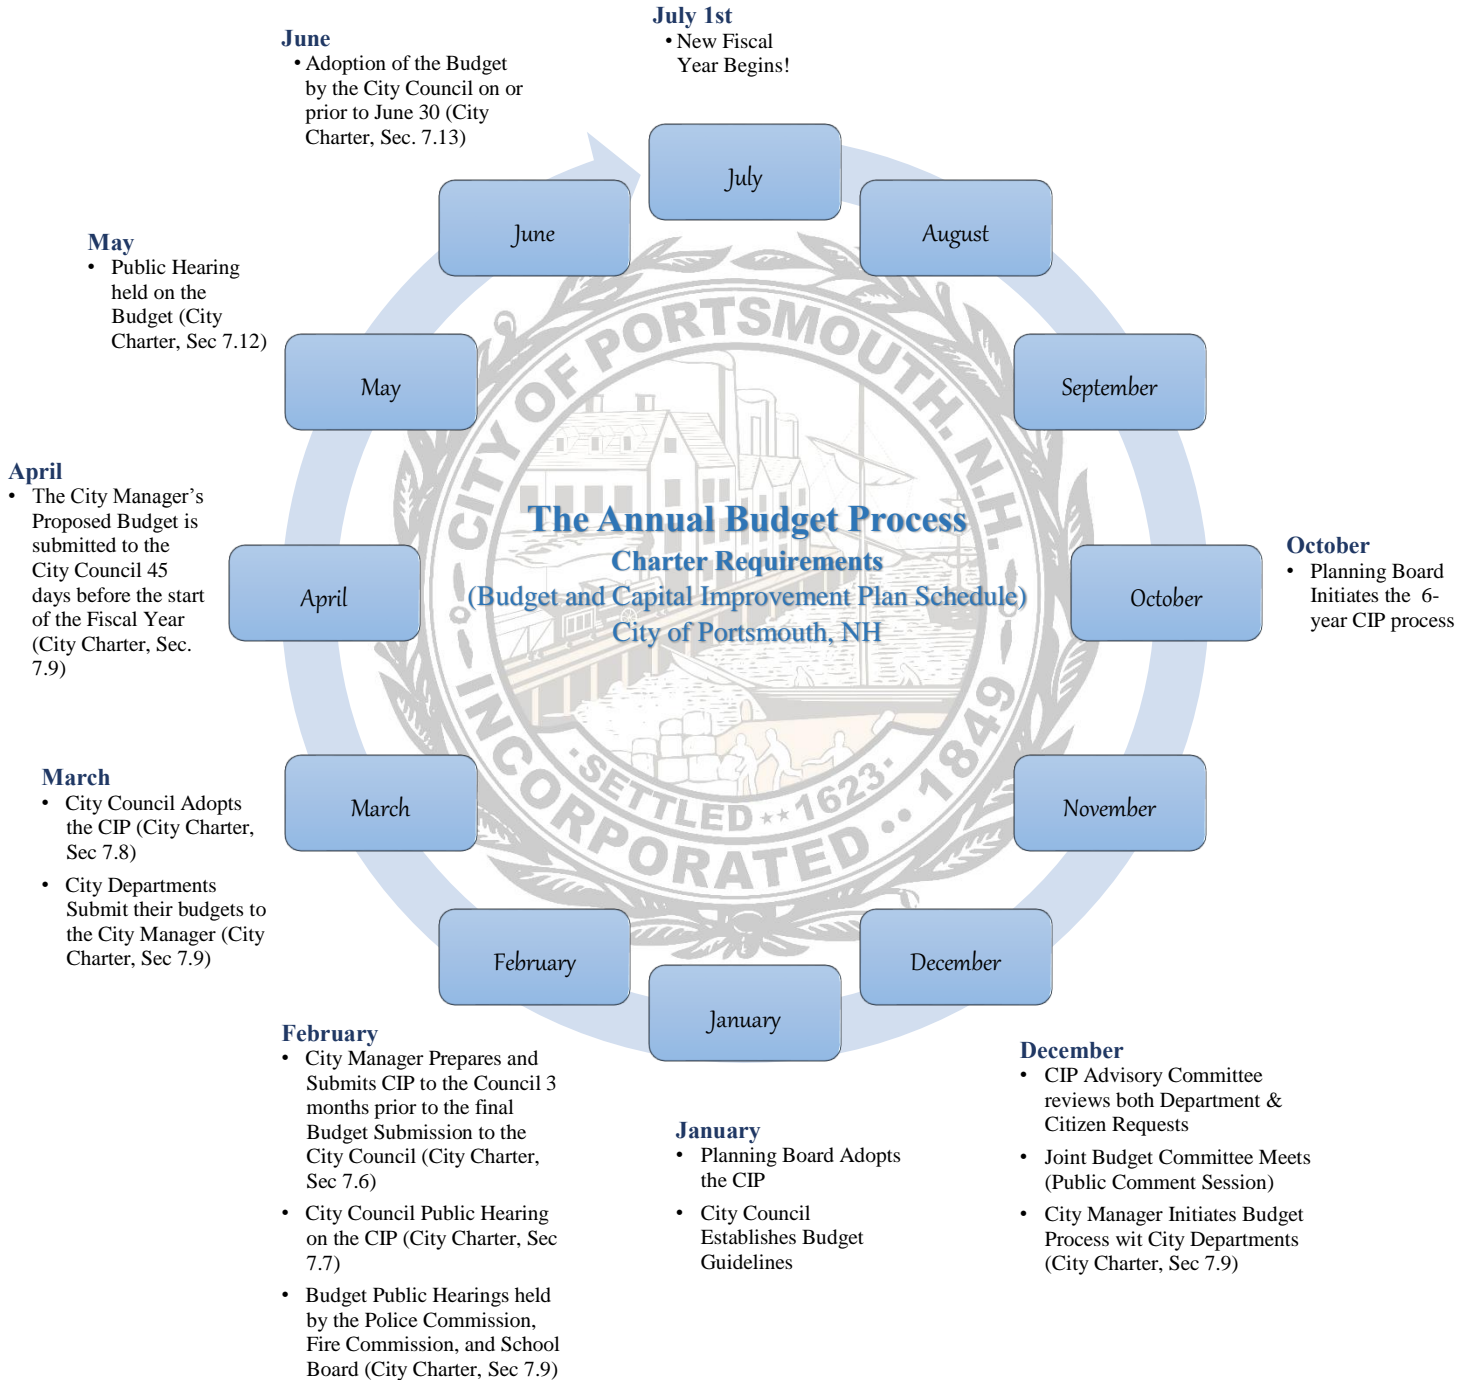 July 1st
• New Fiscal
Year Begins!
June
• Adoption of the Budget
by the City Council on or
prior to June 30 (City
Charter, Sec. 7.13)
July
June
August
May
• Public Hearing
held on the
Budget (City
Charter, Sec 7.12)
May
September
CITY OF PORTSMOUTH, N.H.
April
• The City Manager's
Proposed Budget is
submitted to the
City Council 45
days before the start
of the Fiscal Year
(City Charter, Sec.
7.9)
April
The Annual Budget Process
Charter Requirements
(Budget and Capital Improvement Plan Schedule)
City of Portsmouth, NH
October
October
• Planning Board
Initiates the 6-
year CIP process
INCORPORATED •• 1849
• SETTLED ** 1623 •
March
• City Council Adopts
the CIP (City Charter,
Sec 7.8)
• City Departments
Submit their budgets to
the City Manager (City
Charter, Sec 7.9)
March
November
February
December
January
February
• City Manager Prepares and
Submits CIP to the Council 3
months prior to the final
Budget Submission to the
City Council (City Charter,
Sec 7.6)
• City Council Public Hearing
on the CIP (City Charter, Sec
7.7)
• Budget Public Hearings held
by the Police Commission,
Fire Commission, and School
Board (City Charter, Sec 7.9)
January
• Planning Board Adopts
the CIP
• City Council
Establishes Budget
Guidelines
December
• CIP Advisory Committee
reviews both Department &
Citizen Requests
• Joint Budget Committee Meets
(Public Comment Session)
• City Manager Initiates Budget
Process wit City Departments
(City Charter, Sec 7.9)